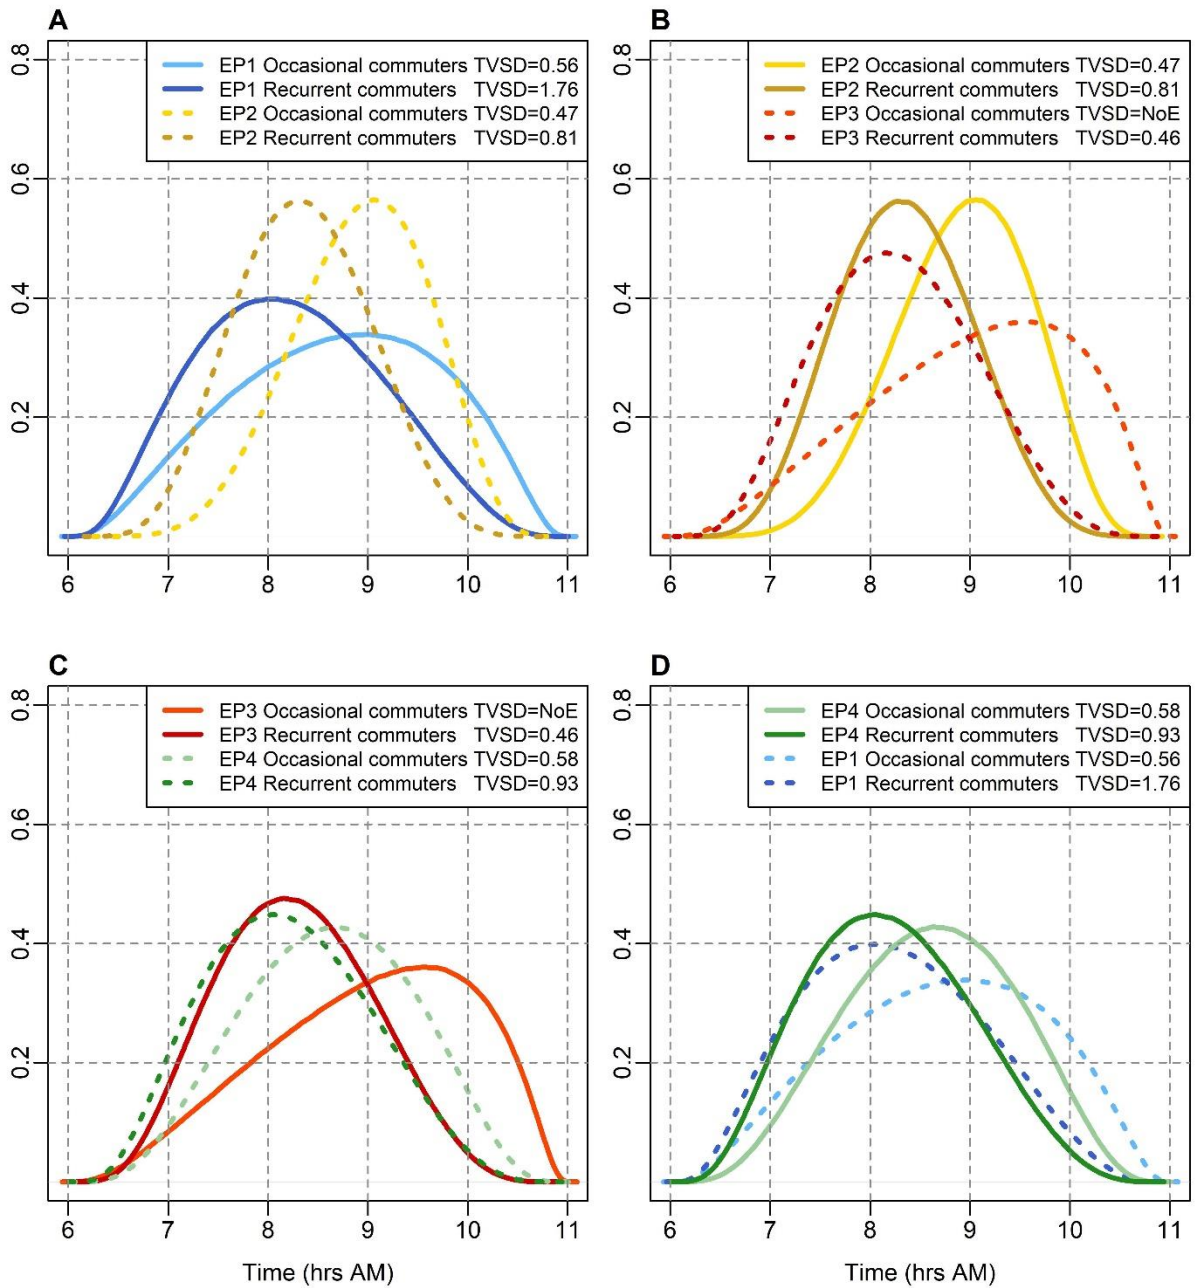 A
EP1 Occasional commuters TVSD=0.56
EP1 Recurrent commuters TVSD=1.76
EP2 Occasional commuters TVSD=0.47
EP2 Recurrent commuters TVSD=0.81
0.8
0.6
0.4
0.2
6 7 8 9 10 11
B
EP2 Occasional commuters TVSD=0.47
EP2 Recurrent commuters TVSD=0.81
EP3 Occasional commuters TVSD=NoE
EP3 Recurrent commuters TVSD=0.46
0.8
0.6
0.4
0.2
6 7 8 9 10 11
C
EP3 Occasional commuters TVSD=NoE
EP3 Recurrent commuters TVSD=0.46
EP4 Occasional commuters TVSD=0.58
EP4 Recurrent commuters TVSD=0.93
0.8
0.6
0.4
0.2
6 7 8 9 10 11
Time (hrs AM)
D
EP4 Occasional commuters TVSD=0.58
EP4 Recurrent commuters TVSD=0.93
EP1 Occasional commuters TVSD=0.56
EP1 Recurrent commuters TVSD=1.76
0.8
0.6
0.4
0.2
6 7 8 9 10 11
Time (hrs AM)